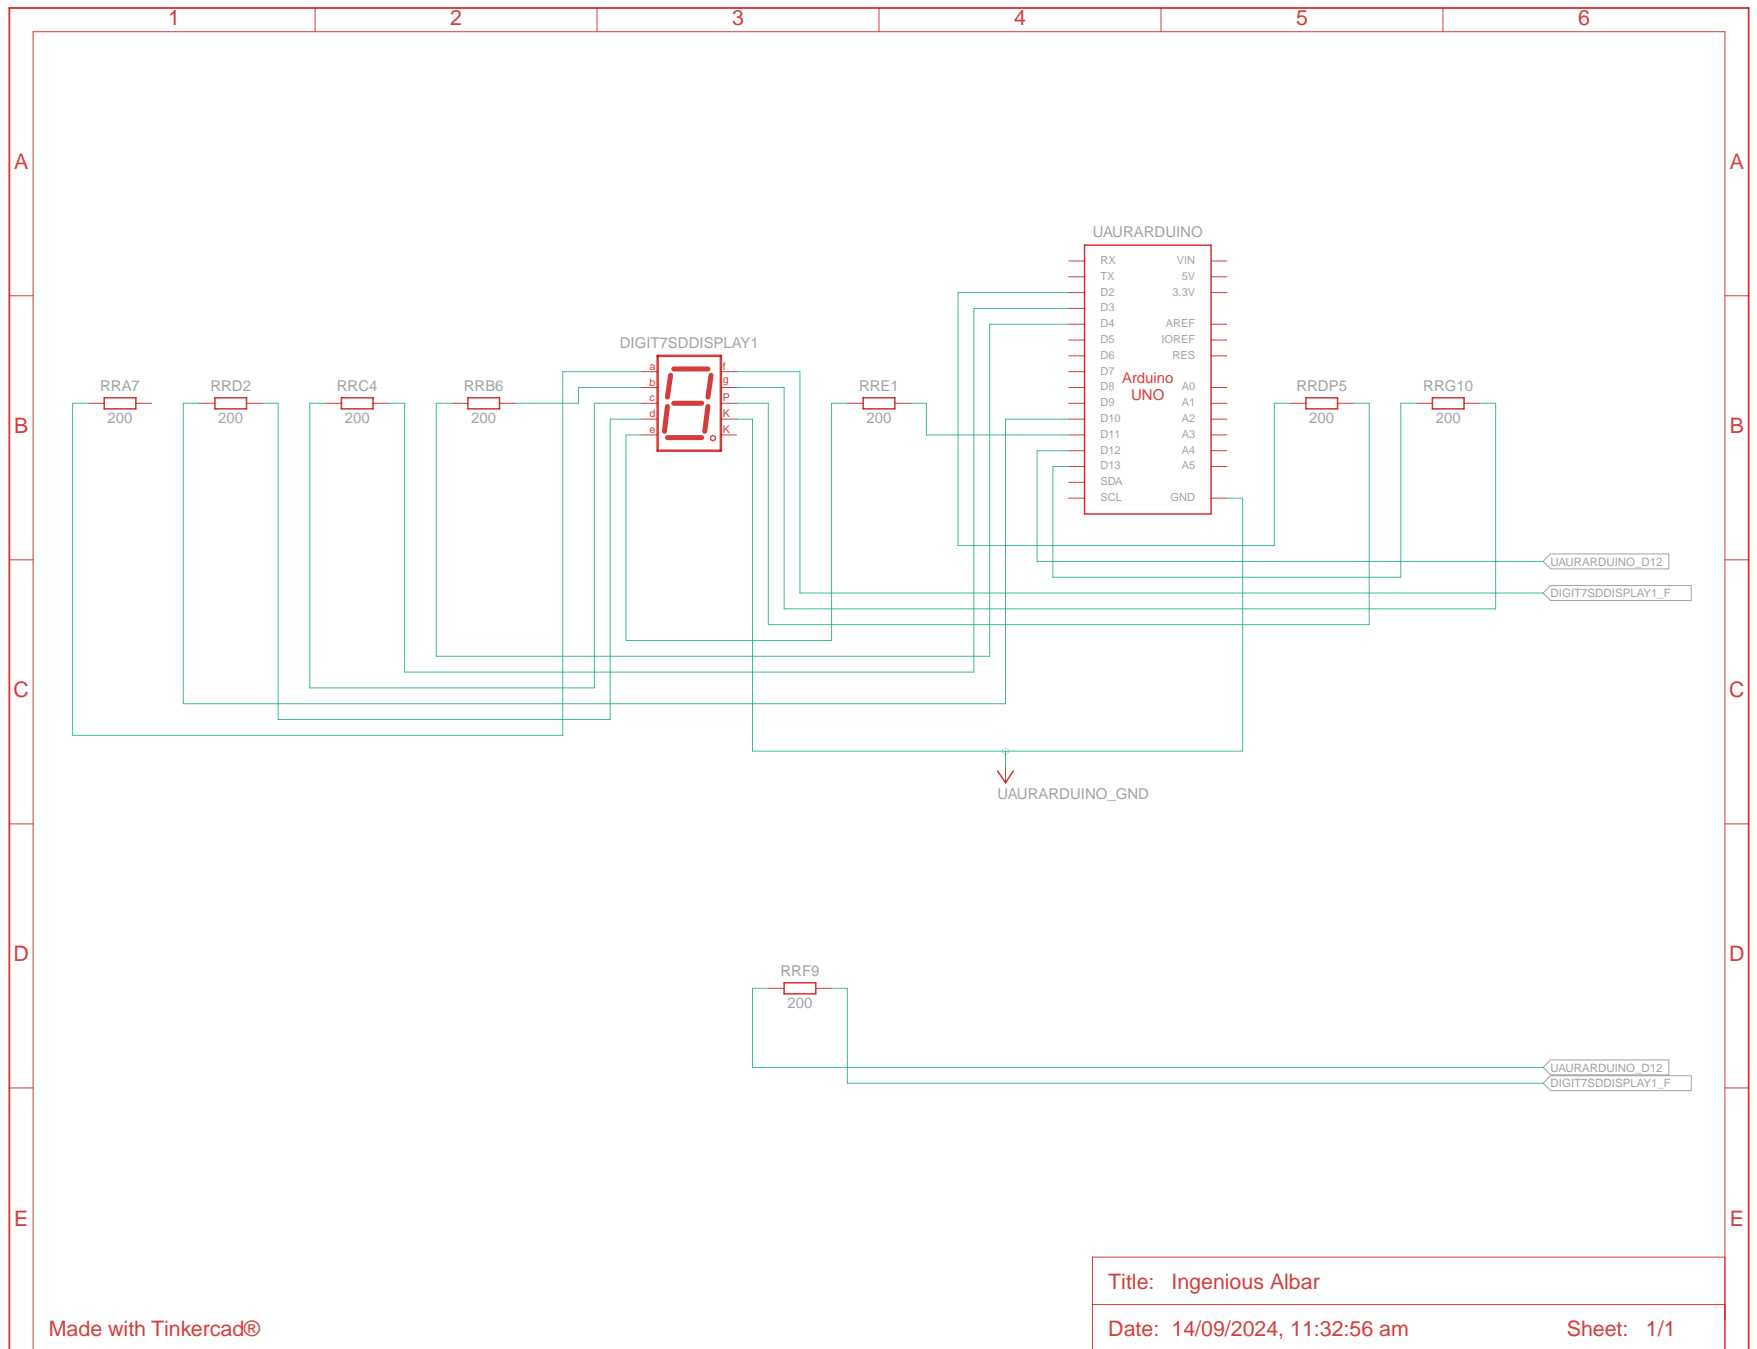 1 2 3 4 5 6
A A
UAURARDUINO
RX VIN
TX 5V
D2 3.3V
D3
D4 AREF
D5 IOREF
D6 RES
D7
D8 A0
D9 A1
D10 A2
D11 A3
D12 A4
D13 A5
SDA
SCL GND
Arduino
UNO
DIGIT7SDDISPLAY1
a f
b g
c P
d K
e K
RRA7 RRD2 RRC4 RRB6 RRE1 RRDP5 RRG10
200 200 200 200 200 200 200
B B
UAURARDUINO_D12
DIGIT7SDDISPLAY1_F
C C
UAURARDUINO_GND
D D
RRF9
200
UAURARDUINO_D12
DIGIT7SDDISPLAY1_F
E E
Title: Ingenious Albar
Made with Tinkercad®
Date: 14/09/2024, 11:32:56 am Sheet: 1/1